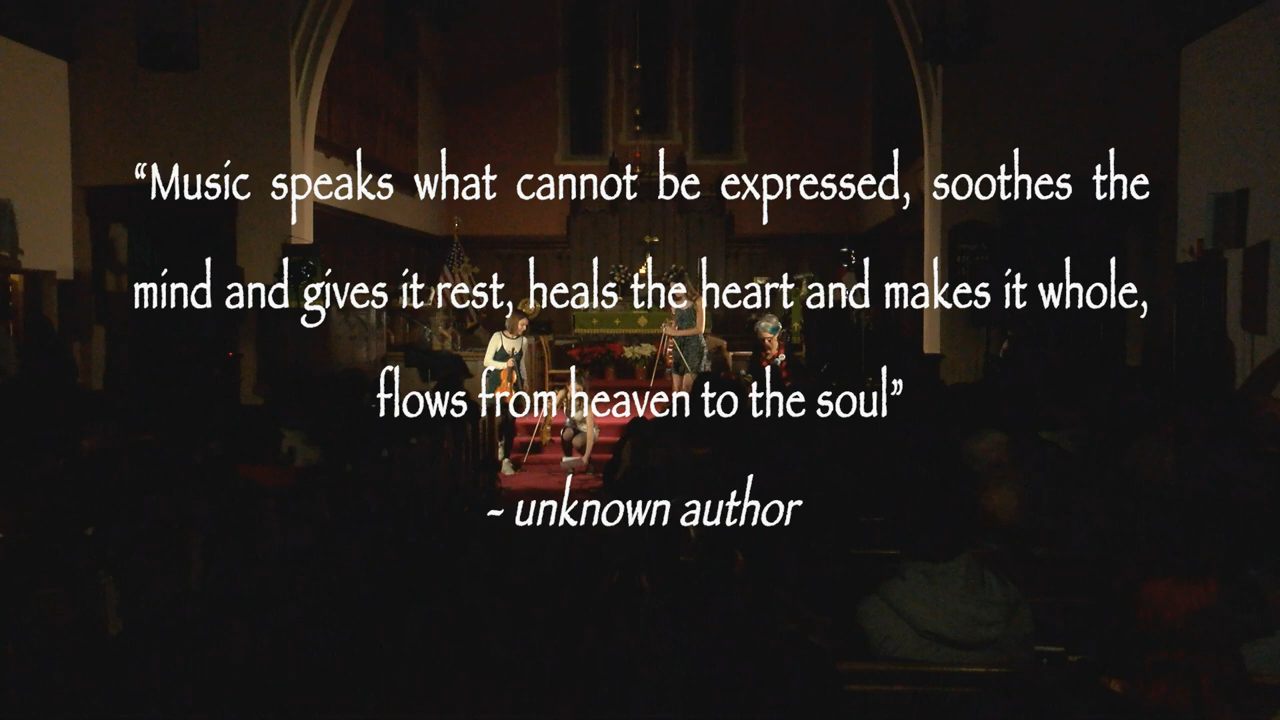 “Music speaks what cannot be expressed, soothes the
mind and gives it rest, heals the heart and makes it whole,
flows from heaven to the soul”
- unknown author